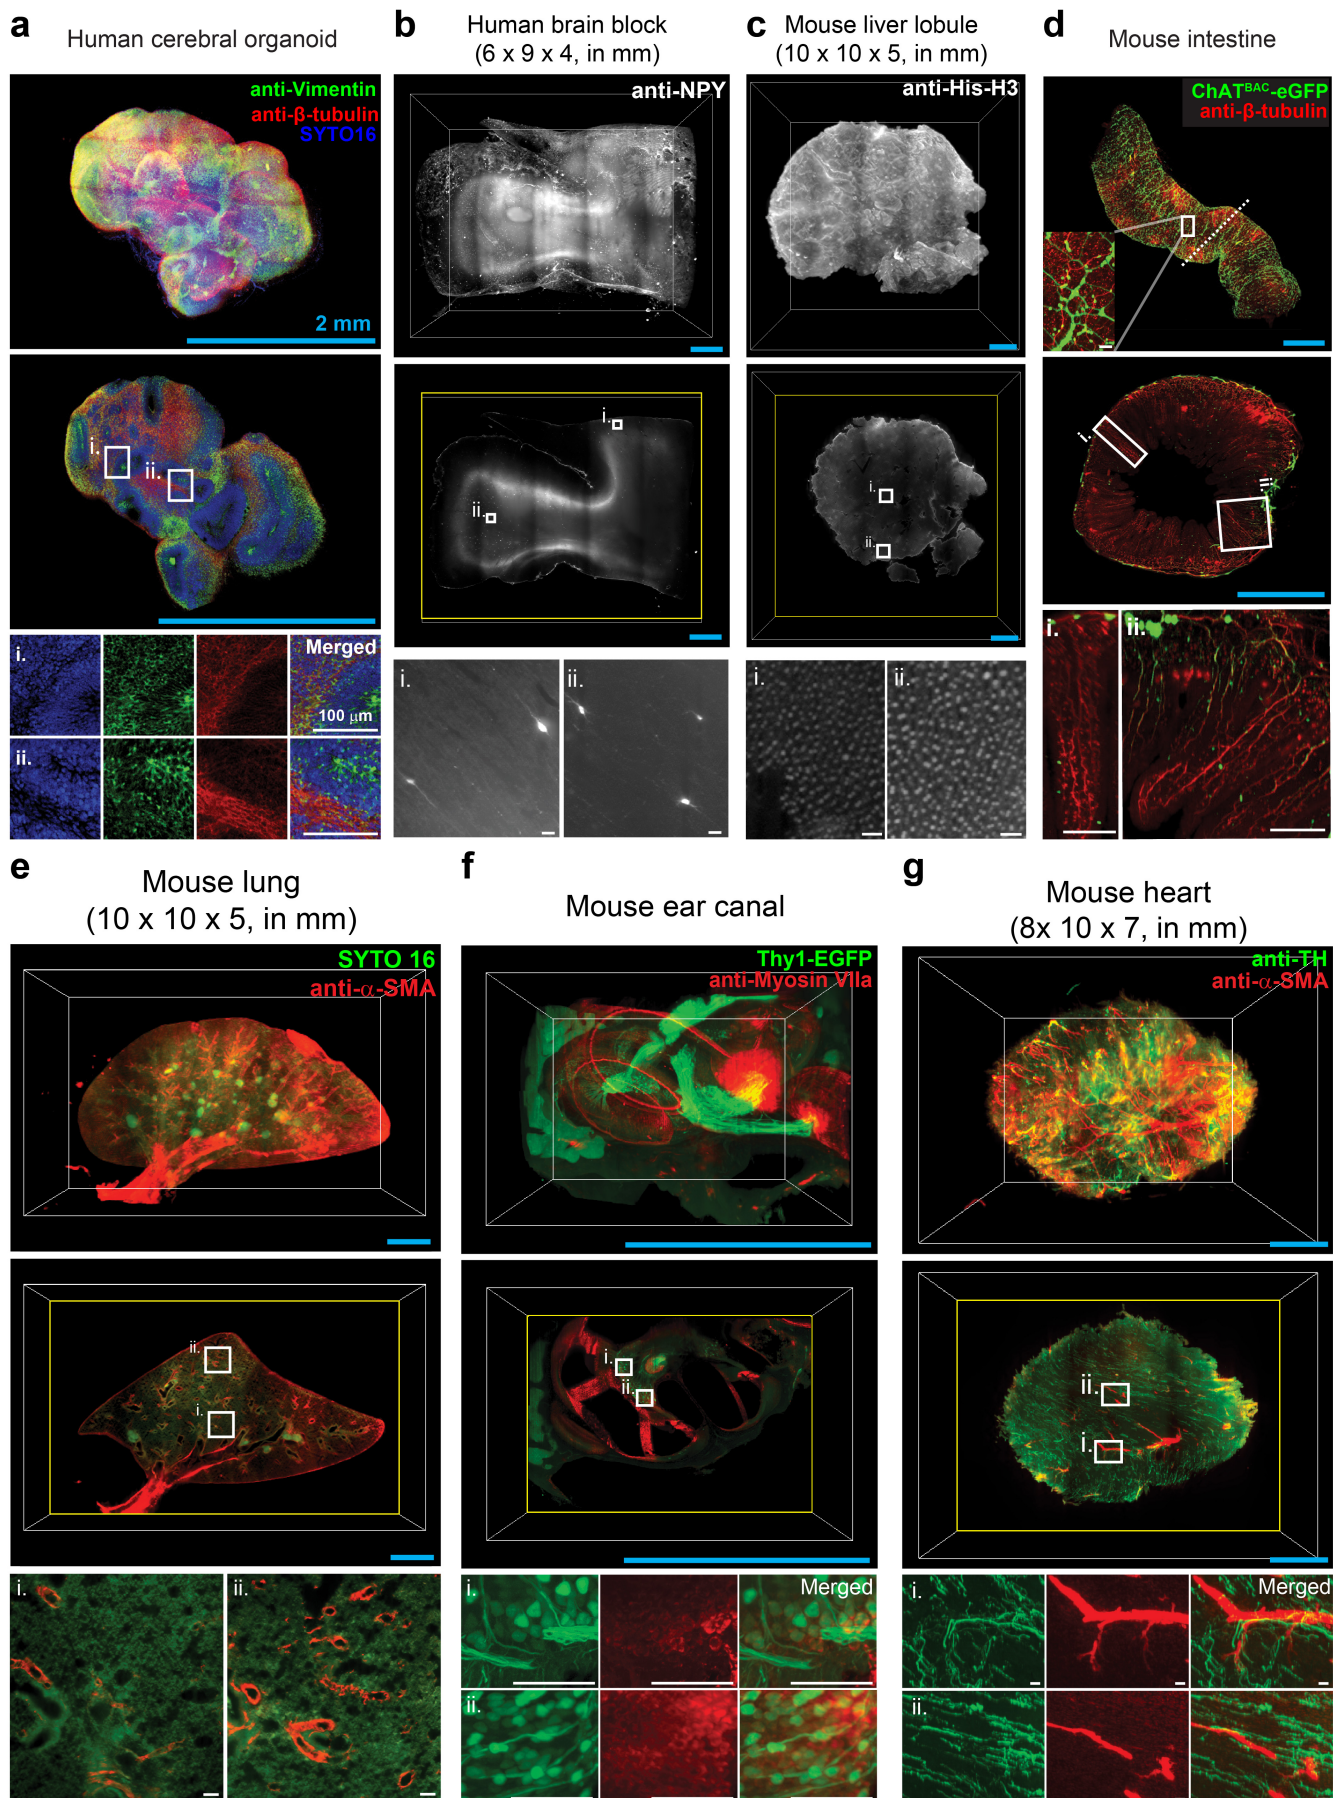 a
Human cerebral organoid
anti-Vimentin
anti-β-tubulin
SYTO16
2 mm
i.
ii.
i.
Merged
100 μm
ii.
b
Human brain block
(6 x 9 x 4, in mm)
anti-NPY
i.
ii.
i.
ii.
c
Mouse liver lobule
(10 x 10 x 5, in mm)
anti-His-H3
i.
ii.
i.
ii.
d
Mouse intestine
ChATBAC-eGFP
anti-β-tubulin
i.
ii.
i.
ii.
e
Mouse lung
(10 x 10 x 5, in mm)
SYTO 16
anti-α-SMA
ii.
i.
i.
ii.
f
Mouse ear canal
Thy1-EGFP
anti-Myosin VIIa
i.
ii.
i.
Merged
ii.
g
Mouse heart
(8x 10 x 7, in mm)
anti-TH
anti-α-SMA
ii.
i.
i.
Merged
ii.